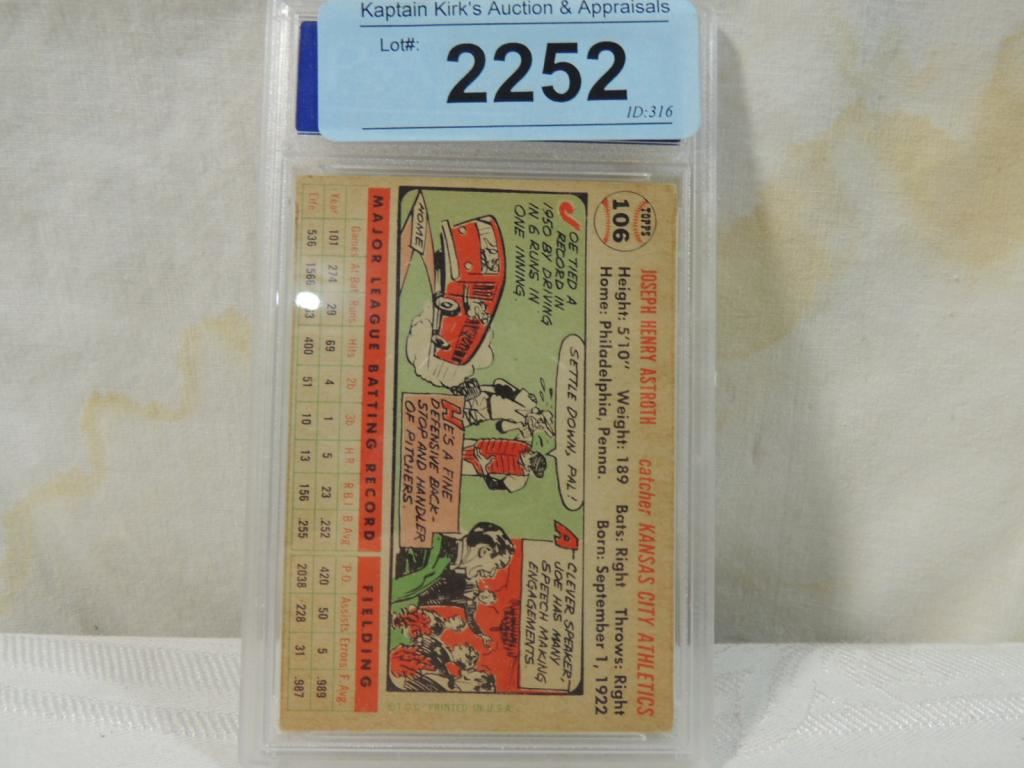 Kaptain Kirk's Auction & Appraisals
Lot#:
2252
ID:316
TOPPS
106
JOSEPH HENRY ASTROTH catcher KANSAS CITY ATHLETICS
Height: 5'10" Weight: 189 Bats: Right Throws: Right
Home: Philadelphia, Penna. Born: September 1, 1922
JOE TIED A
RECORD IN
1950 BY DRIVING
IN 6 RUNS IN
ONE INNING.
HOME
SETTLE DOWN, PAL!
HE'S A FINE
DEFENSIVE BACK-
STOP AND HANDLER
OF PITCHERS.
A CLEVER SPEAKER,
JOE HAS MANY
SPEECH MAKING
ENGAGEMENTS.
MAJOR LEAGUE BATTING RECORD FIELDING
Games At Bat Runs Hits 2b 3b H.R. R.B.I. B.Avg. P.O. Assists Errors F. Avg.
Year 101 274 29 69 4 1 5 23 .252 420 50 5 .989
Life 536 1566 400 51 10 13 156 .255 2038 228 31 .987
©T.C.G. PRINTED IN U.S.A.